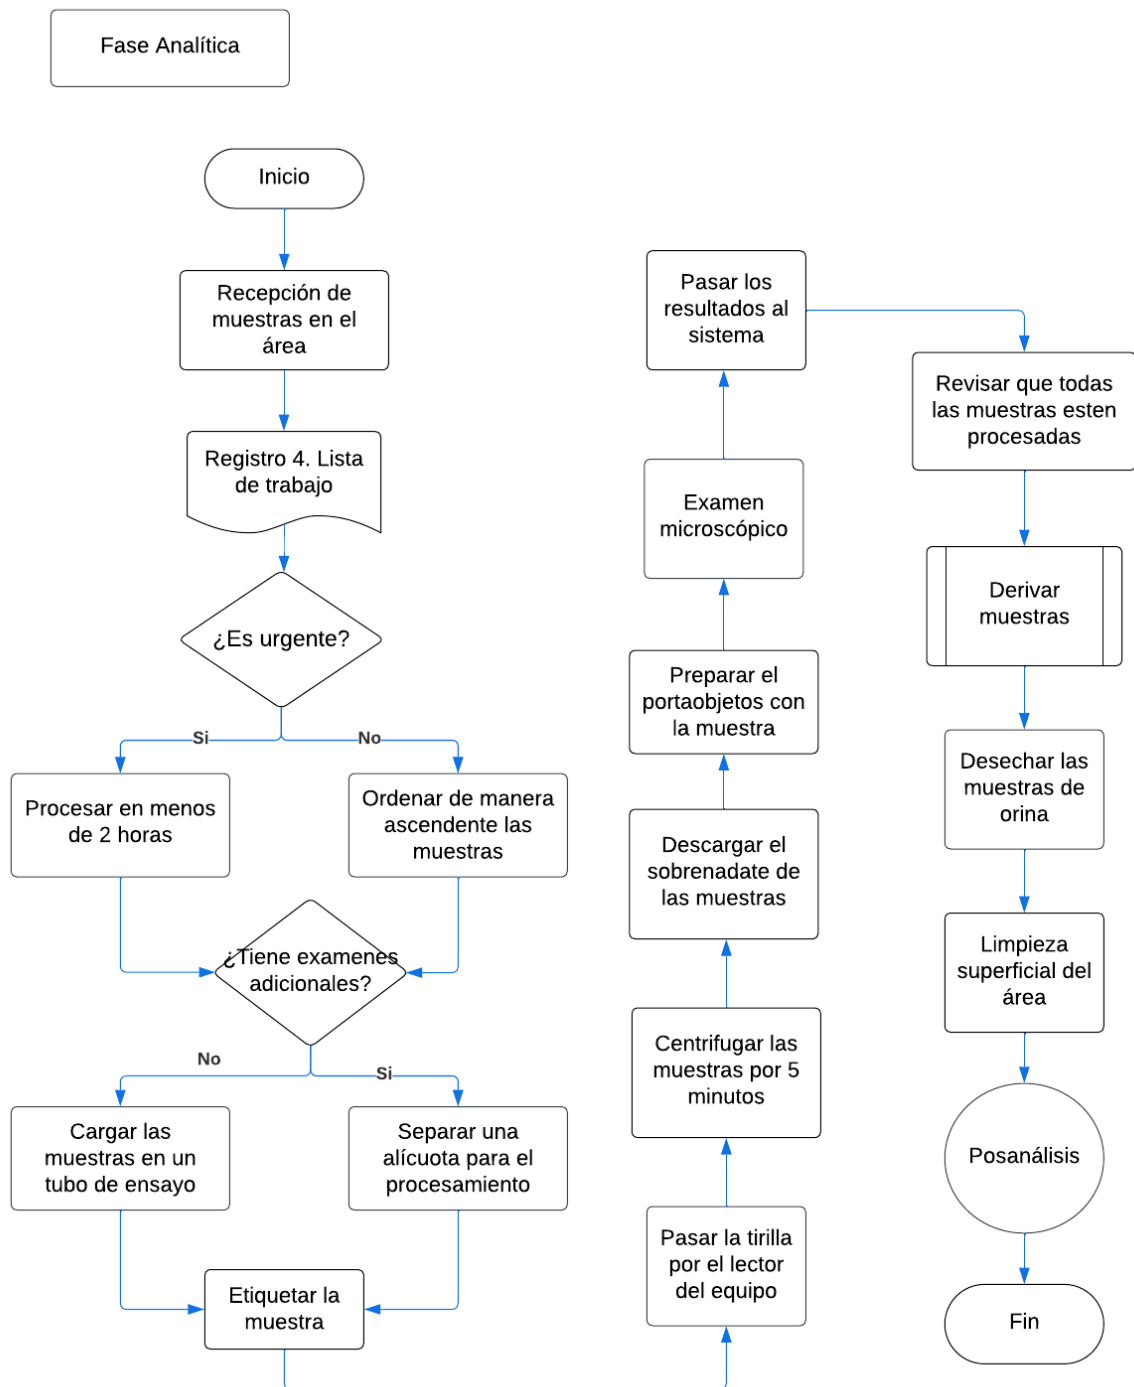 Fase Analítica
Inicio
Recepción de
muestras en el
área
Registro 4. Lista
de trabajo
¿Es urgente?
Si
No
Procesar en menos
de 2 horas
Ordenar de manera
ascendente las
muestras
¿Tiene examenes
adicionales?
No
Si
Cargar las
muestras en un
tubo de ensayo
Separar una
alícuota para el
procesamiento
Etiquetar la
muestra
Pasar la tirilla
por el lector
del equipo
Centrifugar las
muestras por 5
minutos
Descargar el
sobrenadate de
las muestras
Preparar el
portaobjetos con
la muestra
Examen
microscópico
Pasar los
resultados al
sistema
Revisar que todas
las muestras esten
procesadas
Derivar
muestras
Desechar las
muestras de
orina
Limpieza
superficial del
área
Posanálisis
Fin